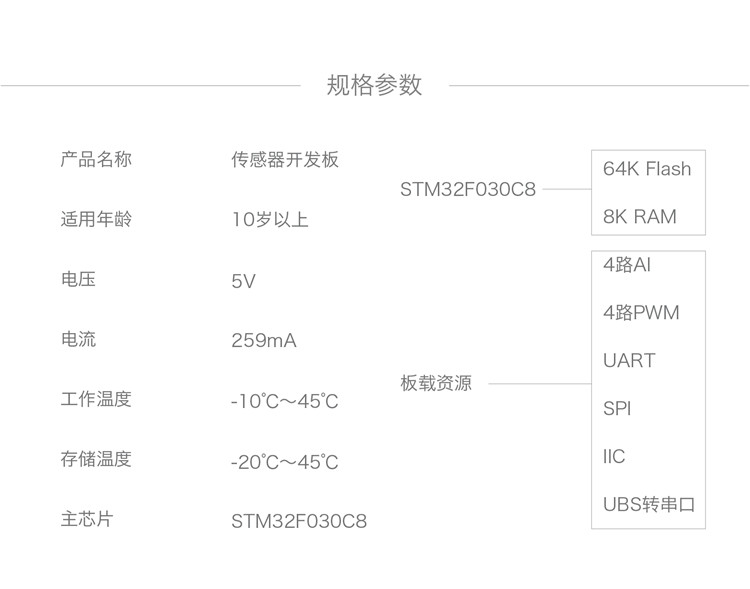 规格参数
产品名称 传感器开发板
适用年龄 10岁以上
电压 5V
电流 259mA
工作温度 -10℃～45℃
存储温度 -20℃～45℃
主芯片 STM32F030C8
STM32F030C8
64K Flash
8K RAM
板载资源
4路AI
4路PWM
UART
SPI
IIC
UBS转串口